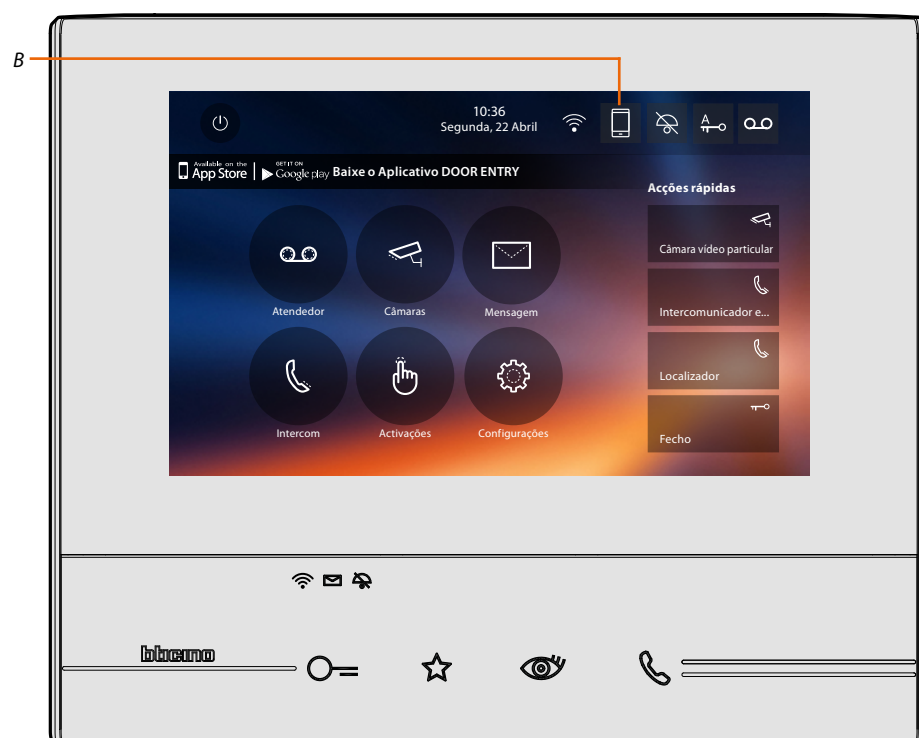 B
10:36
Segunda, 22 Abril
A
Available on the
App Store
GET IT ON
Google play
Baixe o Aplicativo DOOR ENTRY
Acções rápidas
Câmara vídeo particular
Intercomunicador e...
Localizador
Fecho
Atendedor
Câmaras
Mensagem
Intercom
Activações
Configurações
bticino